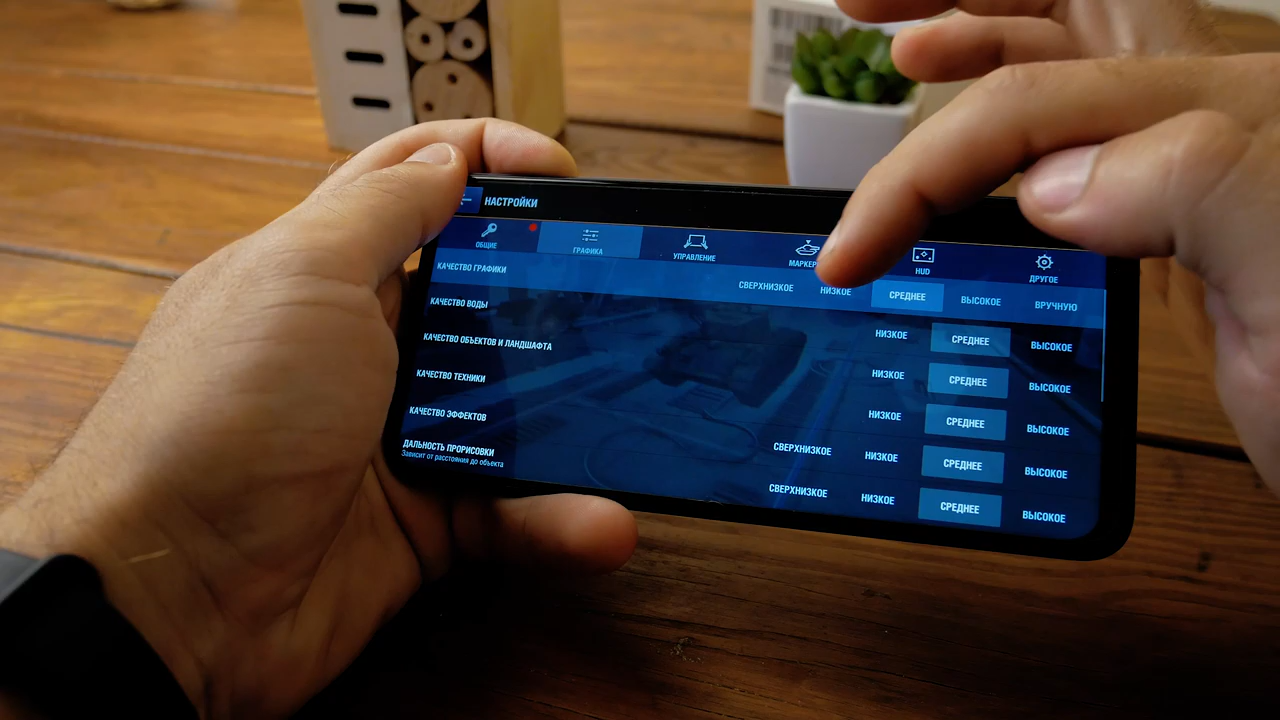 НАСТРОЙКИ
ОБЩИЕ ГРАФИКА УПРАВЛЕНИЕ HUD ДРУГОЕ
КАЧЕСТВО ГРАФИКИ СВЕРХНИЗКОЕ НИЗКОЕ СРЕДНЕЕ ВЫСОКОЕ ВРУЧНУЮ
КАЧЕСТВО ВОДЫ НИЗКОЕ СРЕДНЕЕ ВЫСОКОЕ
КАЧЕСТВО ОБЪЕКТОВ И ЛАНДШАФТА НИЗКОЕ СРЕДНЕЕ ВЫСОКОЕ
КАЧЕСТВО ТЕХНИКИ НИЗКОЕ СРЕДНЕЕ ВЫСОКОЕ
КАЧЕСТВО ЭФФЕКТОВ СВЕРХНИЗКОЕ НИЗКОЕ СРЕДНЕЕ ВЫСОКОЕ
ДАЛЬНОСТЬ ПРОРИСОВКИ СВЕРХНИЗКОЕ НИЗКОЕ СРЕДНЕЕ ВЫСОКОЕ
Зависит от расстояния до объекта